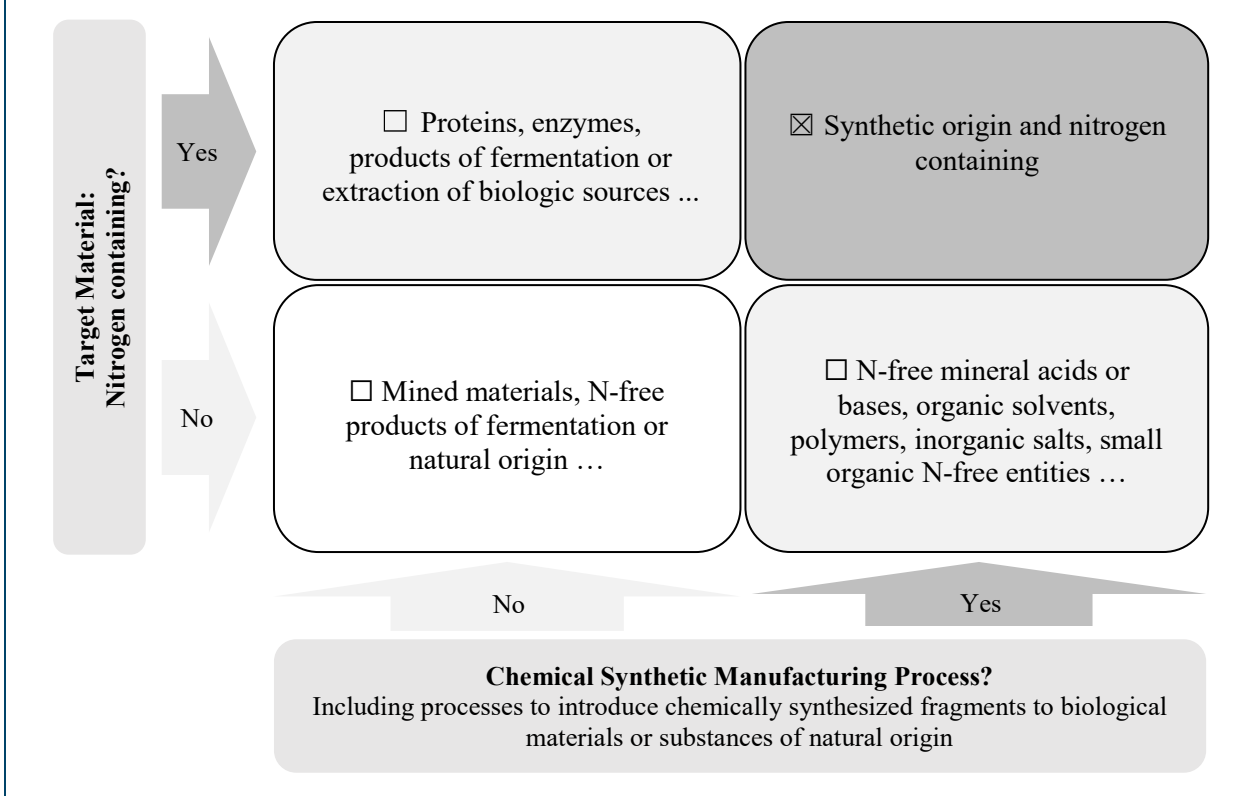 Target Material:
Nitrogen containing?
Yes
☐ Proteins, enzymes,
products of fermentation or
extraction of biologic sources ...
☒ Synthetic origin and nitrogen
containing
No
☐ Mined materials, N-free
products of fermentation or
natural origin …
☐ N-free mineral acids or
bases, organic solvents,
polymers, inorganic salts, small
organic N-free entities …
No
Yes
Chemical Synthetic Manufacturing Process?
Including processes to introduce chemically synthesized fragments to biological
materials or substances of natural origin